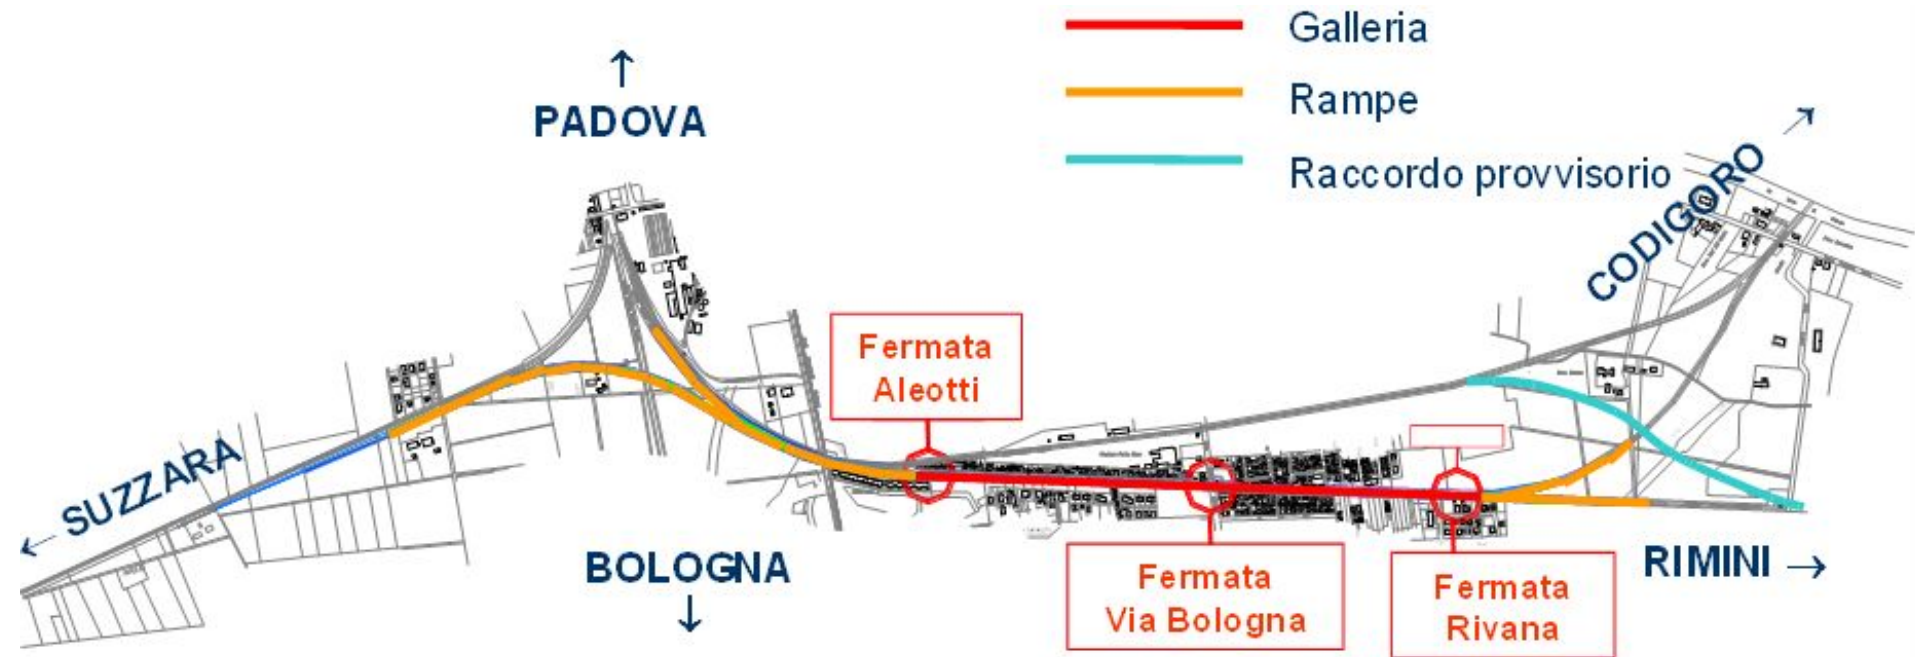 Galleria
Rampe
Raccordo provvisorio
↑
PADOVA
CODIGORO →
Fermata
Aleotti
← SUZZARA
BOLOGNA
↓
Fermata
Via Bologna
Fermata
Rivana
RIMINI →